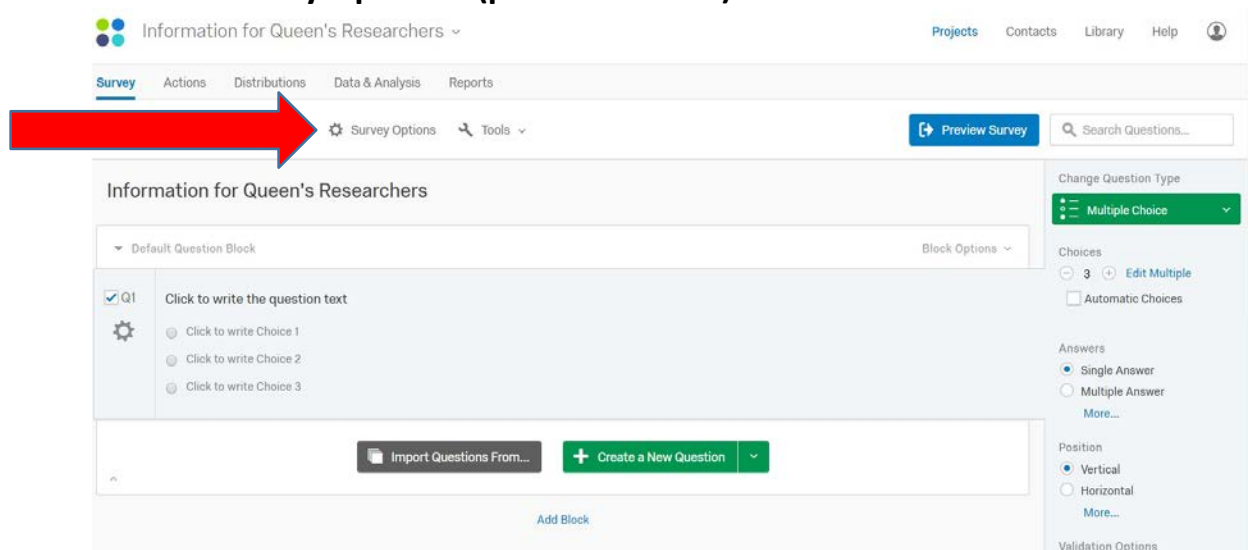 Information for Queen's Researchers
Projects Contacts Library Help
Survey Actions Distributions Data & Analysis Reports
Survey Options Tools
Preview Survey
Search Questions...
Information for Queen's Researchers
Default Question Block
Block Options
Q1
Click to write the question text
Click to write Choice 1
Click to write Choice 2
Click to write Choice 3
Import Questions From...
Create a New Question
Add Block
Change Question Type
Multiple Choice
Choices
3 Edit Multiple
Automatic Choices
Answers
Single Answer
Multiple Answer
More...
Position
Vertical
Horizontal
More...
Validation Options